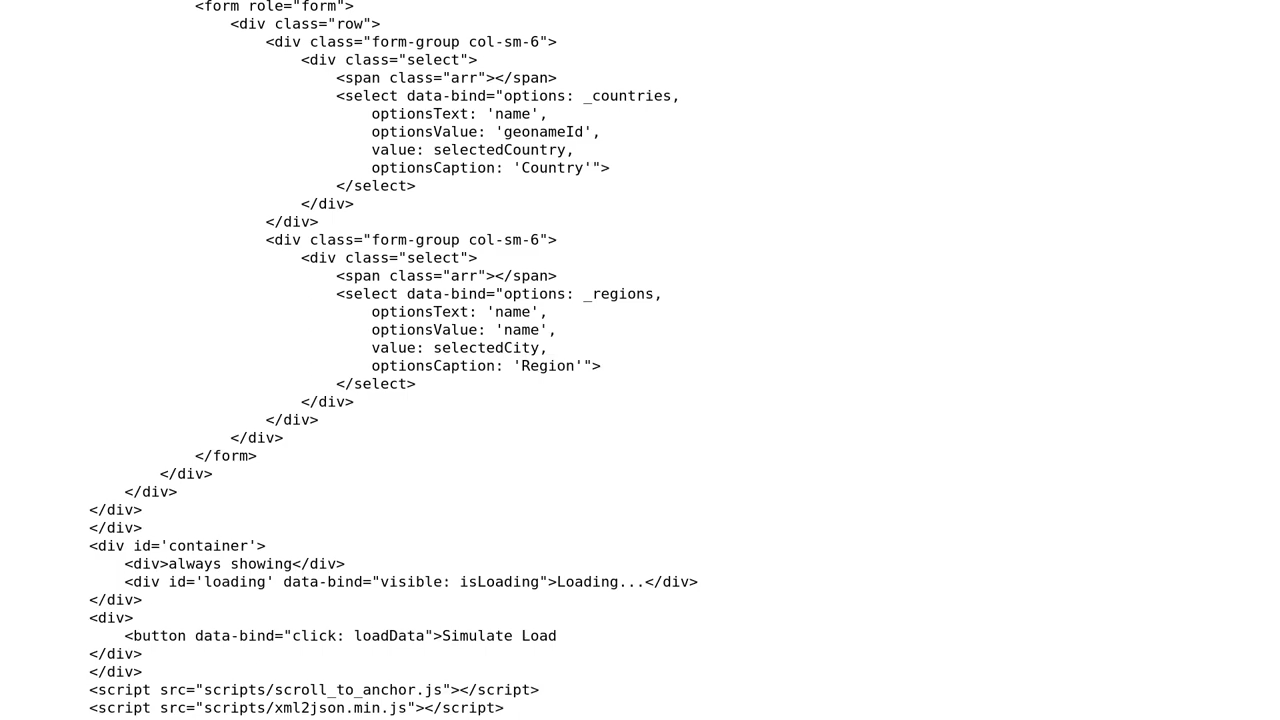 <form role="form">
<div class="row">
<div class="form-group col-sm-6">
<div class="select">
<span class="arr"></span>
<select data-bind="options: _countries,
optionsText: 'name',
optionsValue: 'geonameId',
value: selectedCountry,
optionsCaption: 'Country'">
</select>
</div>
</div>
<div class="form-group col-sm-6">
<div class="select">
<span class="arr"></span>
<select data-bind="options: _regions,
optionsText: 'name',
optionsValue: 'name',
value: selectedCity,
optionsCaption: 'Region'">
</select>
</div>
</div>
</div>
</form>
</div>
</div>
</div>
</div>
<div id='container'>
<div>always showing</div>
<div id='loading' data-bind="visible: isLoading">Loading...</div>
</div>
<div>
<button data-bind="click: loadData">Simulate Load
</div>
</div>
<script src="scripts/scroll_to_anchor.js"></script>
<script src="scripts/xml2json.min.js"></script>